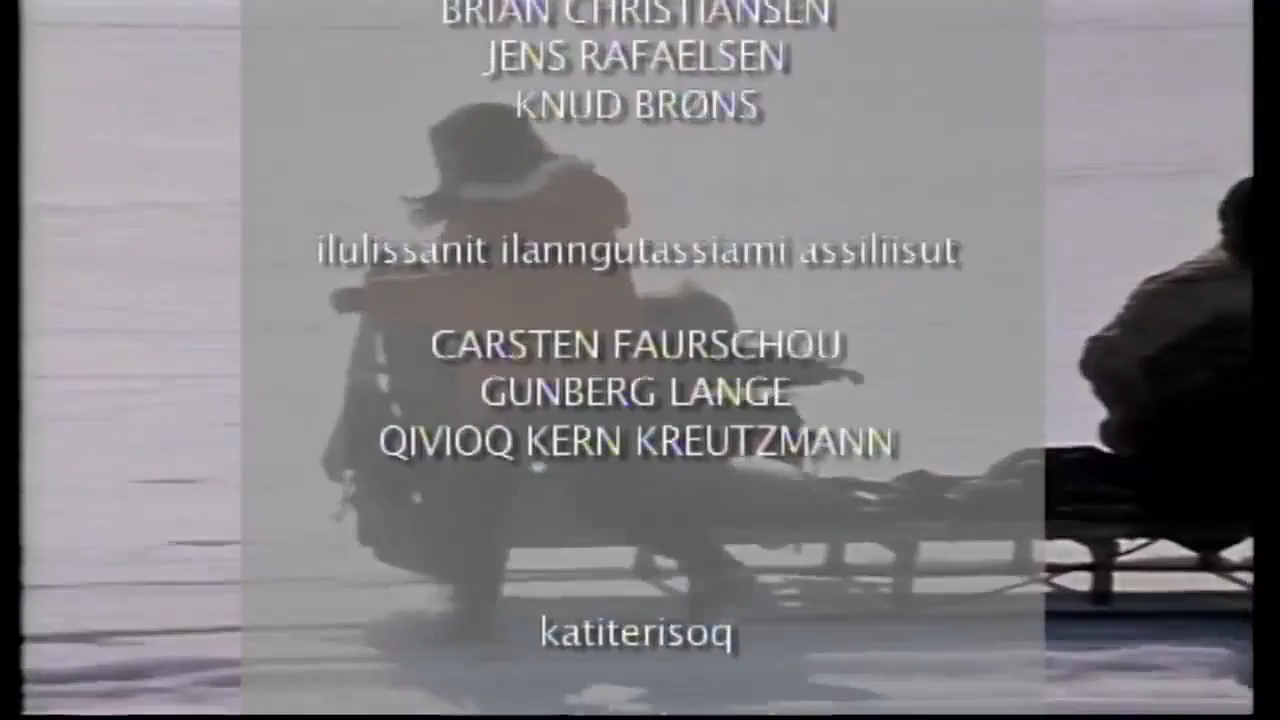 BRIAN CHRISTIANSEN
JENS RAFAELSEN
KNUD BRØNS
ilulissanit ilanngutassiami assiliisut
CARSTEN FAURSCHOU
GUNBERG LANGE
QIVIOQ KERN KREUTZMANN
katiterisoq